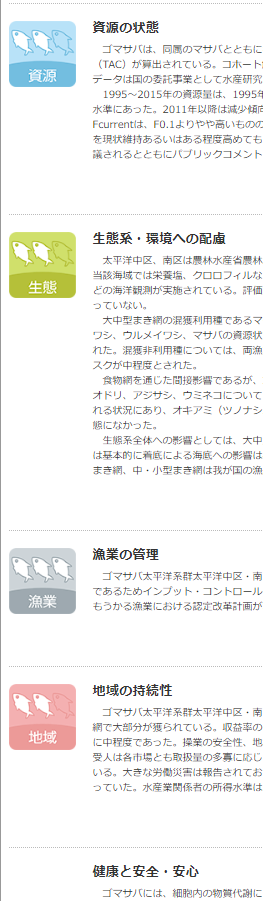 資源の状態
資源
ゴマサバは、同属のマサバとともに
（TAC）が算出されている。コホート
データは国の委託事業として水産研究
1995〜2015年の資源量は、1995年
水準にあった。2011年以降は減少傾向
Fcurrentは、F0.1よりやや高いものの
を現状維持あるいはある程度高めても
議されるとともにパブリックコメント
生態系・環境への配慮
生態
太平洋中区、南区は農林水産省農林
当該海域では栄養塩、クロロフィルな
どの海洋観測が実施されている。評価
っていない。
大中型まき網の混獲利用種であるマ
ワシ、ウルメイワシ、マサバの資源状
れた。混獲非利用種については、両漁
スクが中程度とされた。
食物網を通じた間接影響であるが、
オドリ、アジサシ、ウミネコについて
れる状況にあり、オキアミ（ツノナシ
態になかった。
生態系全体への影響としては、大中
は基本的に着底による海底への影響は
まき網、中・小型まき網は我が国の漁
漁業の管理
漁業
ゴマサバ太平洋系群太平洋中区・南
であるためインプット・コントロール
もうかる漁業における認定改革計画が
地域の持続性
地域
ゴマサバ太平洋系群太平洋中区・南
網で大部分が獲られている。収益率の
に中程度であった。操業の安全性、地
受人は各市場とも取扱量の多寡に応じ
いる。大きな労働災害は報告されてお
っていた。水産業関係者の所得水準は
健康と安全・安心
ゴマサバには、細胞内の物質代謝に